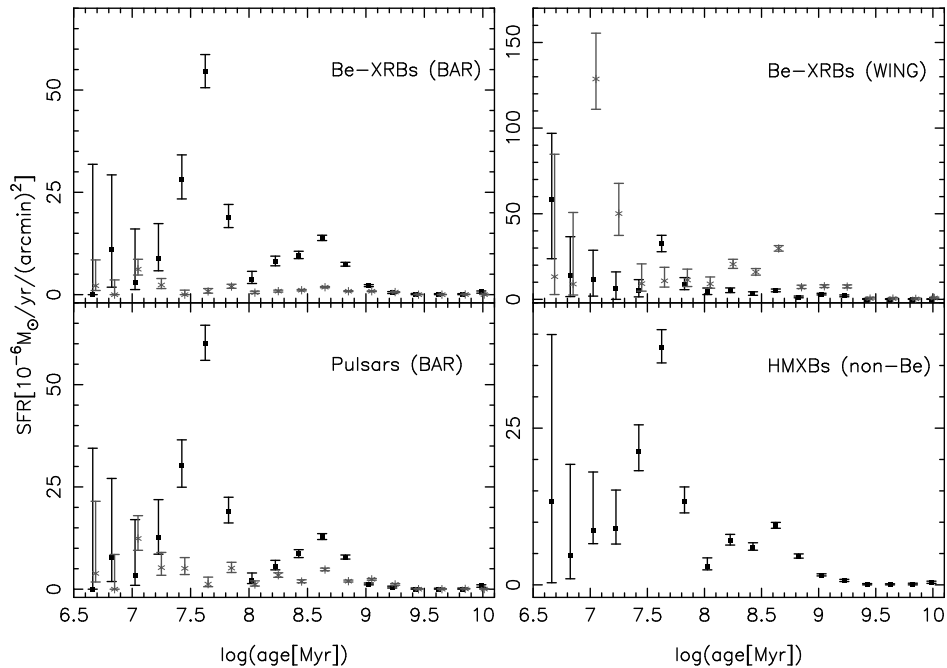 Be-XRBs (BAR)
50
25
0
Be-XRBs (WING)
150
100
50
0
SFR[10⁻⁶M☉/yr/(arcmin)²]
Pulsars (BAR)
50
25
0
HMXBs (non-Be)
25
0
6.5 7 7.5 8 8.5 9 9.5 10
6.5 7 7.5 8 8.5 9 9.5 10
log(age[Myr])
log(age[Myr])